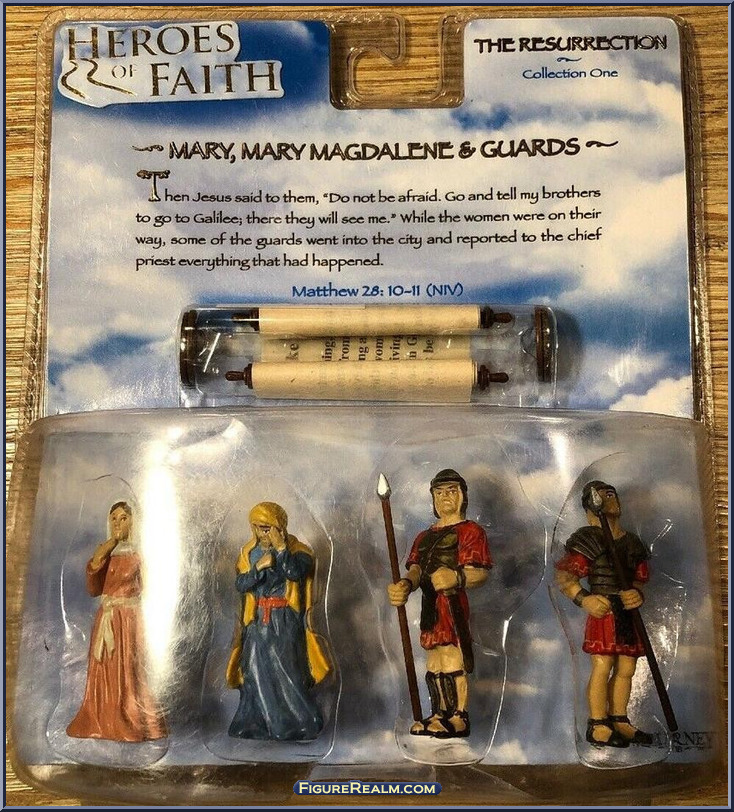 HEROES
OF FAITH
THE RESURRECTION
Collection One
MARY, MARY MAGDALENE & GUARDS
Then Jesus said to them, "Do not be afraid. Go and tell my brothers
to go to Galilee; there they will see me." While the women were on their
way, some of the guards went into the city and reported to the chief
priest everything that had happened.
Matthew 28: 10-11 (NIV)
FIGUREREALM.COM